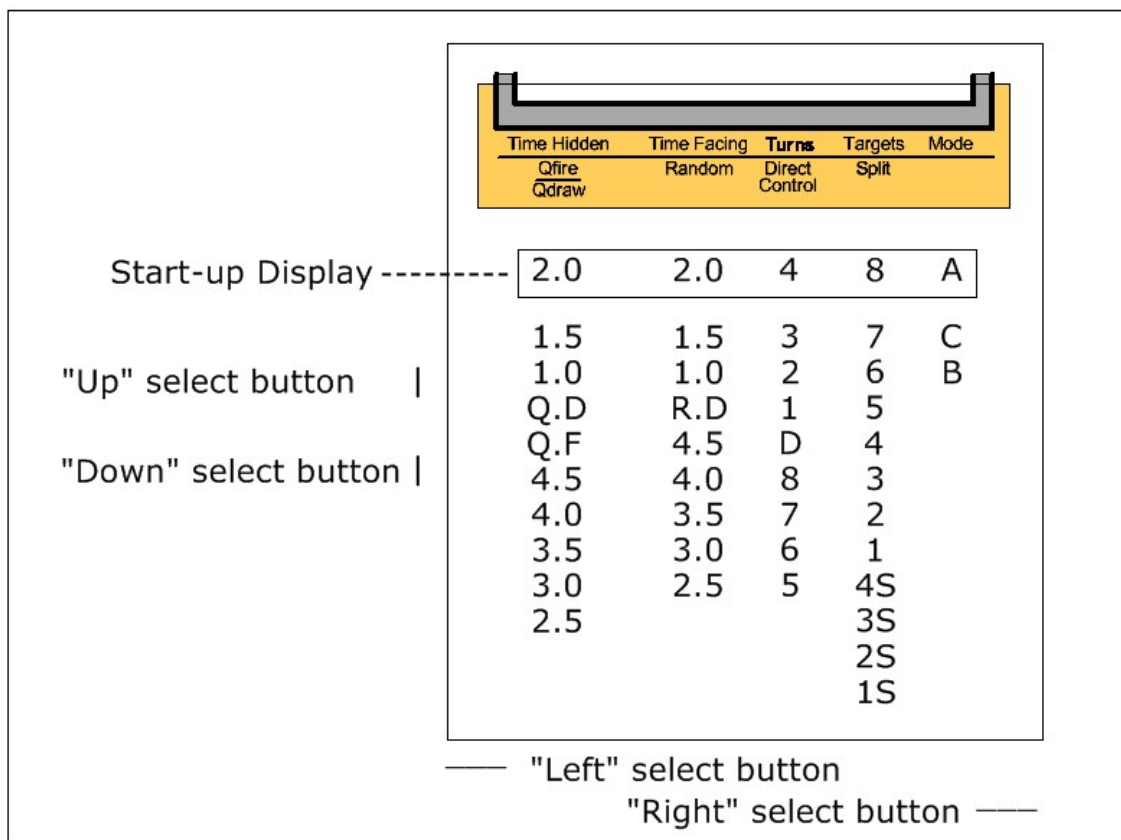 Time Hidden Time Facing Turns Targets Mode
Qfire Random Direct Split
Qdraw Control
Start-up Display -------- 2.0 2.0 4 8 A
1.5 1.5 3 7 C
"Up" select button | 1.0 1.0 2 6 B
Q.D R.D 1 5
Q.F 4.5 D 4
"Down" select button | 4.5 4.0 8 3
4.0 3.5 7 2
3.5 3.0 6 1
3.0 2.5 5 4S
2.5 3S
2S
1S
"Left" select button
"Right" select button